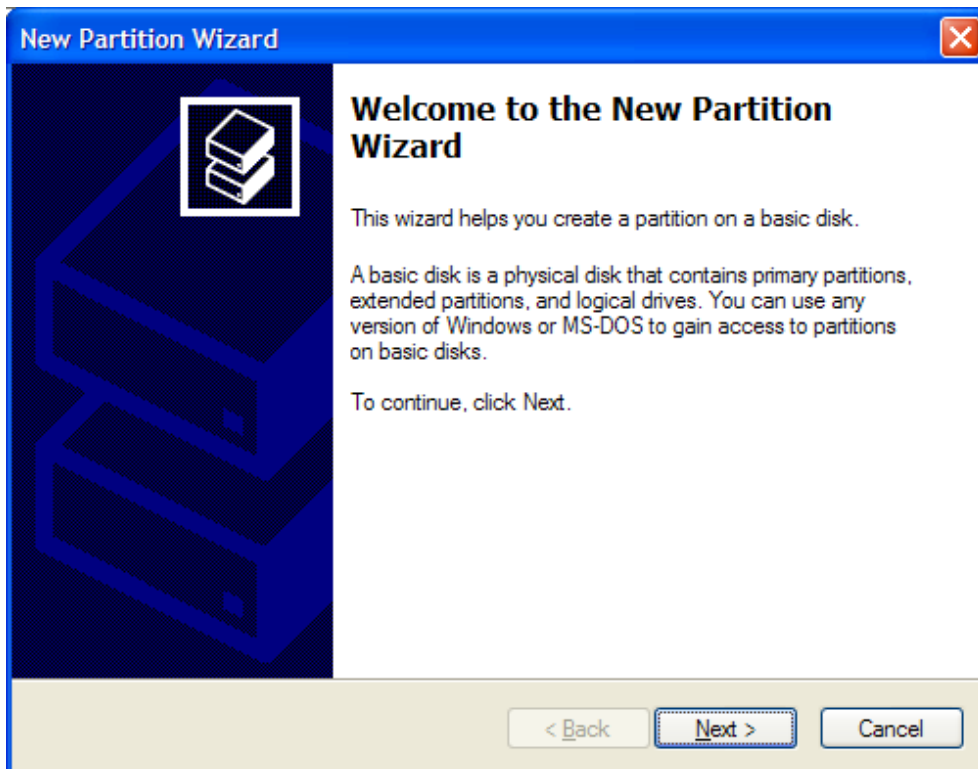 New Partition Wizard
Welcome to the New Partition
Wizard
This wizard helps you create a partition on a basic disk.
A basic disk is a physical disk that contains primary partitions,
extended partitions, and logical drives. You can use any
version of Windows or MS-DOS to gain access to partitions
on basic disks.
To continue, click Next.
< Back Next > Cancel